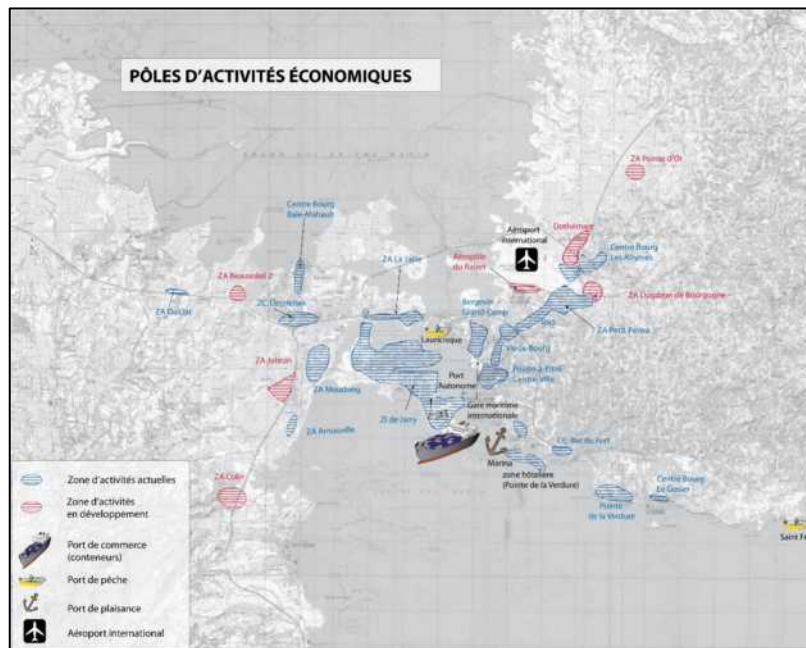 PÔLES D'ACTIVITÉS ÉCONOMIQUES
ZA Pointe d'Or
Centre Bourg
Baie-Mahault
Aéroport
international
Dothémare
Centre Bourg
Les Abymes
ZA La Jaille
Aéropôle
du Raizet
ZA Beausoleil 2
ZC Destrellan
Bergevin
Grand-Camp
ZA Dugazon de Bourgogne
ZA Petit Pérou
Lauricisque
Vieux-Bourg
ZA Jabrun
Port
Autonome
Pointe-à-Pitre
Centre Ville
ZA Moudong
ZI de Jarry
Gare maritime
internationale
ZA Arnouville
Marina
C.C. Bas du Fort
ZA Colin
zone hôtelière
(Pointe de la Verdure)
Centre Bourg
Le Gosier
Pointe
de la Verdure
Zone d'activités actuelles
Zone d'activités
en développement
Port de commerce
(conteneurs)
Port de pêche
Port de plaisance
Aéroport international